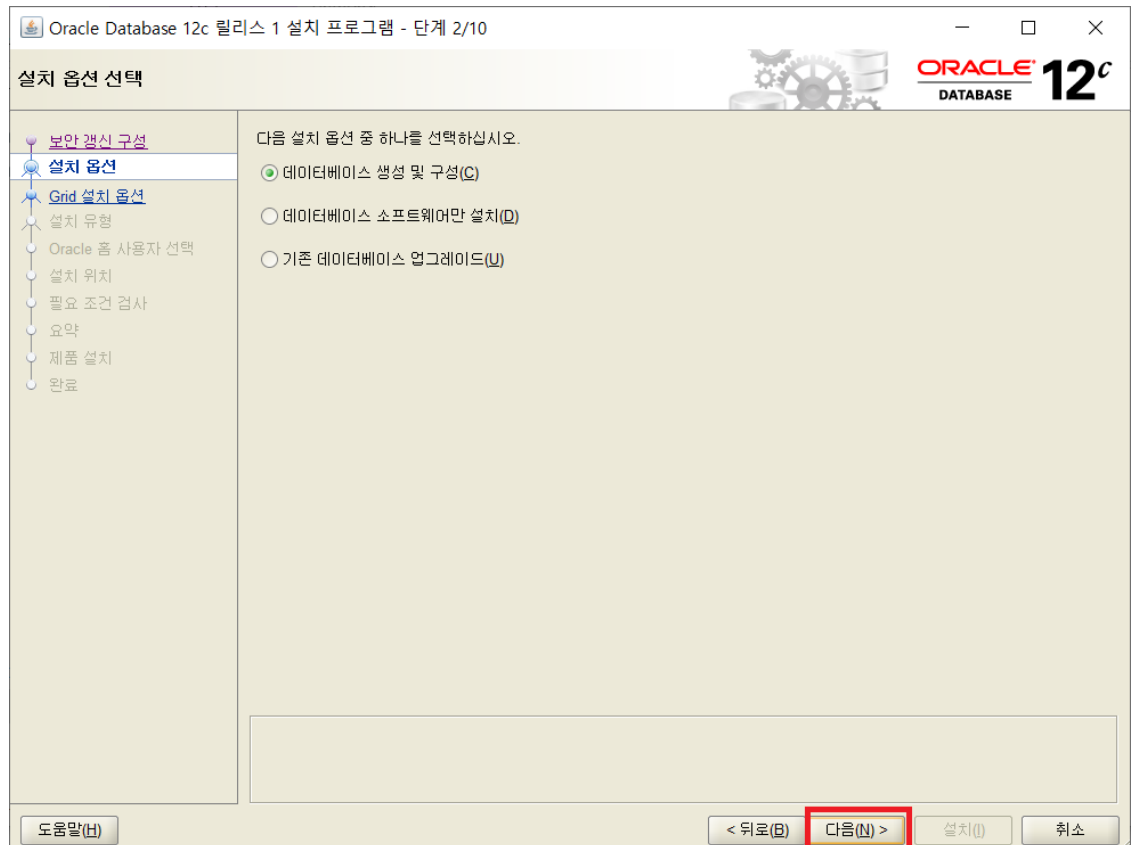 Oracle Database 12c 릴리스 1 설치 프로그램 - 단계 2/10
설치 옵션 선택
ORACLE
DATABASE
12c
보안 갱신 구성
설치 옵션
Grid 설치 옵션
설치 유형
Oracle 홈 사용자 선택
설치 위치
필요 조건 검사
요약
제품 설치
완료
다음 설치 옵션 중 하나를 선택하십시오.
데이터베이스 생성 및 구성(C)
데이터베이스 소프트웨어만 설치(D)
기존 데이터베이스 업그레이드(U)
도움말(H)
< 뒤로(B)
다음(N) >
설치(I)
취소